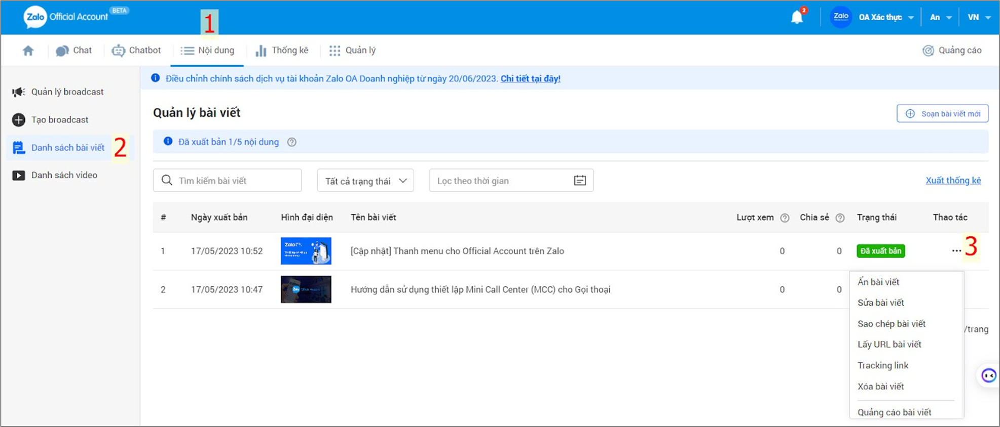 Zalo Official Account BETA
1
2
Zalo OA Xác thực An VN
Chat Chatbot Nội dung Thống kê Quản lý Quảng cáo
Điều chỉnh chính sách dịch vụ tài khoản Zalo OA Doanh nghiệp từ ngày 20/06/2023. Chi tiết tại đây!
Quản lý broadcast
Tạo broadcast
Danh sách bài viết 2
Danh sách video
Quản lý bài viết
Soạn bài viết mới
Đã xuất bản 1/5 nội dung
Tìm kiếm bài viết Tất cả trạng thái Lọc theo thời gian Xuất thống kê
# Ngày xuất bản Hình đại diện Tên bài viết Lượt xem Chia sẻ Trạng thái Thao tác
1 17/05/2023 10:52 Zalo [Cập nhật] Thanh menu cho Official Account trên Zalo 0 0 Đã xuất bản ... 3
2 17/05/2023 10:47 Zalo Official Account Hướng dẫn sử dụng thiết lập Mini Call Center (MCC) cho Gọi thoại 0 0
Ẩn bài viết
Sửa bài viết
Sao chép bài viết
/trang
Lấy URL bài viết
Tracking link
Xóa bài viết
Quảng cáo bài viết